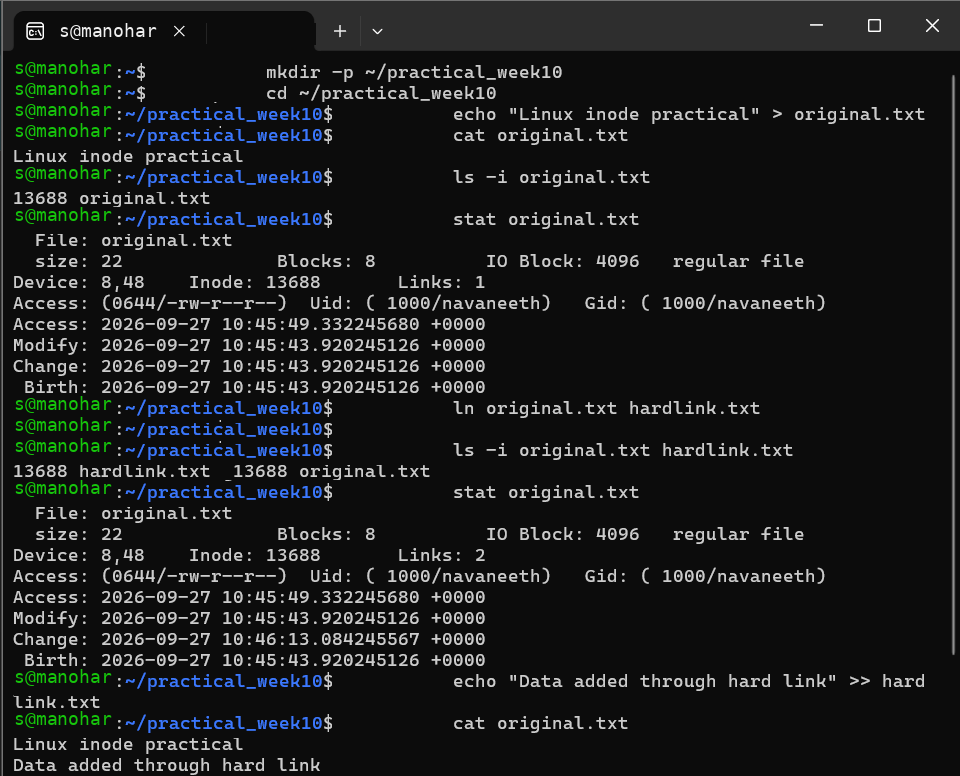 s@manohar
s@manohar:~$ mkdir -p ~/practical_week10
s@manohar:~$ cd ~/practical_week10
s@manohar:~/practical_week10$ echo "Linux inode practical" > original.txt
s@manohar:~/practical_week10$ cat original.txt
Linux inode practical
s@manohar:~/practical_week10$ ls -i original.txt
13688 original.txt
s@manohar:~/practical_week10$ stat original.txt
File: original.txt
size: 22 Blocks: 8 IO Block: 4096 regular file
Device: 8,48 Inode: 13688 Links: 1
Access: (0644/-rw-r--r--) Uid: ( 1000/navaneeth) Gid: ( 1000/navaneeth)
Access: 2026-09-27 10:45:49.332245680 +0000
Modify: 2026-09-27 10:45:43.920245126 +0000
Change: 2026-09-27 10:45:43.920245126 +0000
Birth: 2026-09-27 10:45:43.920245126 +0000
s@manohar:~/practical_week10$ ln original.txt hardlink.txt
s@manohar:~/practical_week10$
s@manohar:~/practical_week10$ ls -i original.txt hardlink.txt
13688 hardlink.txt _13688 original.txt
s@manohar:~/practical_week10$ stat original.txt
File: original.txt
size: 22 Blocks: 8 IO Block: 4096 regular file
Device: 8,48 Inode: 13688 Links: 2
Access: (0644/-rw-r--r--) Uid: ( 1000/navaneeth) Gid: ( 1000/navaneeth)
Access: 2026-09-27 10:45:49.332245680 +0000
Modify: 2026-09-27 10:45:43.920245126 +0000
Change: 2026-09-27 10:46:13.084245567 +0000
Birth: 2026-09-27 10:45:43.920245126 +0000
s@manohar:~/practical_week10$ echo "Data added through hard link" >> hard
link.txt
s@manohar:~/practical_week10$ cat original.txt
Linux inode practical
Data added through hard link